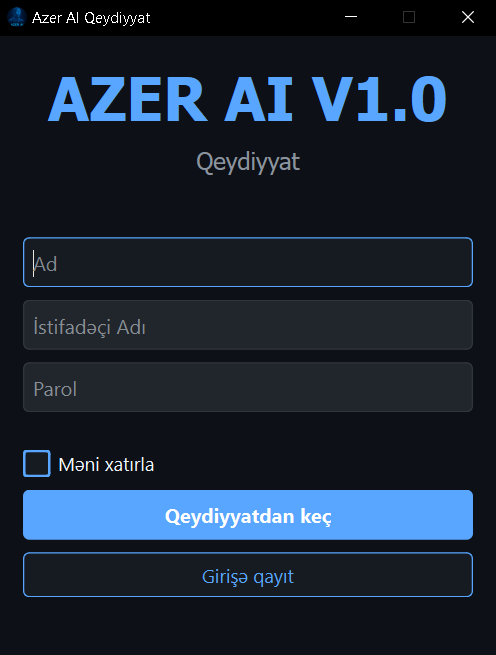 Azer AI Qeydiyyat
AZER AI V1.0
Qeydiyyat
Ad
İstifadəçi Adı
Parol
Məni xatırla
Qeydiyyatdan keç
Girişə qayıt